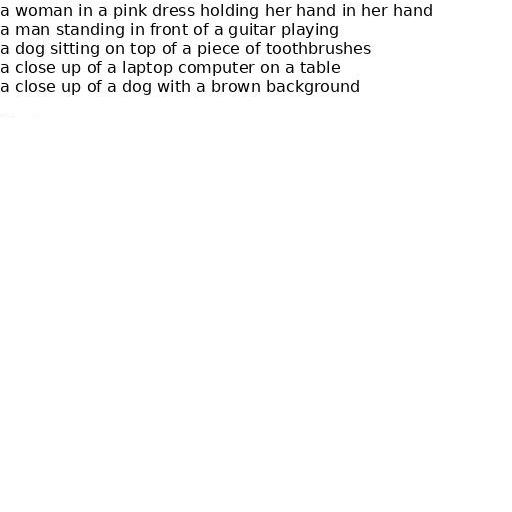 a woman in a pink dress holding her hand in her hand
a man standing in front of a guitar playing
a dog sitting on top of a piece of toothbrushes
a close up of a laptop computer on a table
a close up of a dog with a brown background